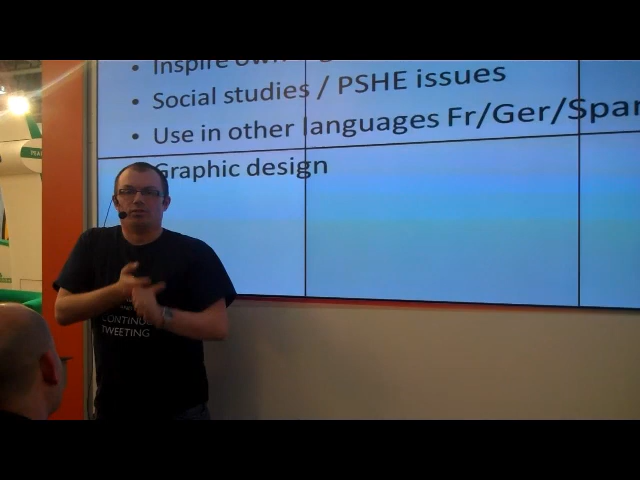 • Inspire own
• Social studies / PSHE issues
• Use in other languages Fr/Ger/Span
Graphic design
CONTINUE
TWEETING